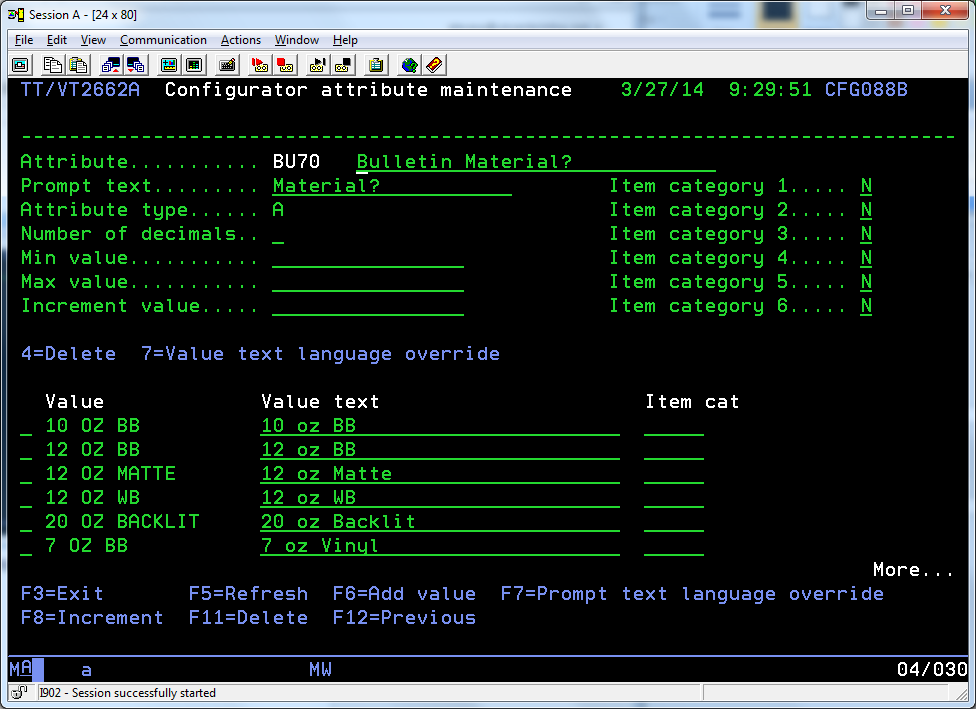 Session A - [24 x 80]
File Edit View Communication Actions Window Help
TT/VT2662A Configurator attribute maintenance 3/27/14 9:29:51 CFG088B
--------------------------------------------------------------------------------
Attribute........... BU70 Bulletin Material?
Prompt text......... Material? Item category 1..... N
Attribute type...... A Item category 2..... N
Number of decimals.. _ Item category 3..... N
Min value........... Item category 4..... N
Max value........... Item category 5..... N
Increment value..... Item category 6..... N
4=Delete 7=Value text language override
Value Value text Item cat
_ 10 OZ BB 10 oz BB
_ 12 OZ BB 12 oz BB
_ 12 OZ MATTE 12 oz Matte
_ 12 OZ WB 12 oz WB
_ 20 OZ BACKLIT 20 oz Backlit
_ 7 OZ BB 7 oz Vinyl
More...
F3=Exit F5=Refresh F6=Add value F7=Prompt text language override
F8=Increment F11=Delete F12=Previous
MA a MW 04/030
I902 - Session successfully started